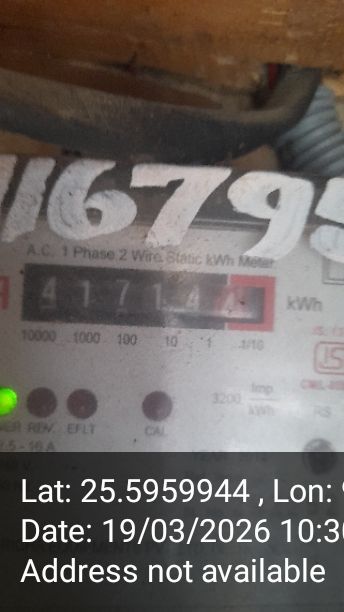 116795
A.C. 1 Phase 2 Wire Static kWh Meter
4 1 7 1 4 4 kWh
10000 1000 100 10 1 1/10
3200 Imp/kWh
REV. EFLT CAL
Lat: 25.5959944 , Lon:
Date: 19/03/2026 10:30
Address not available